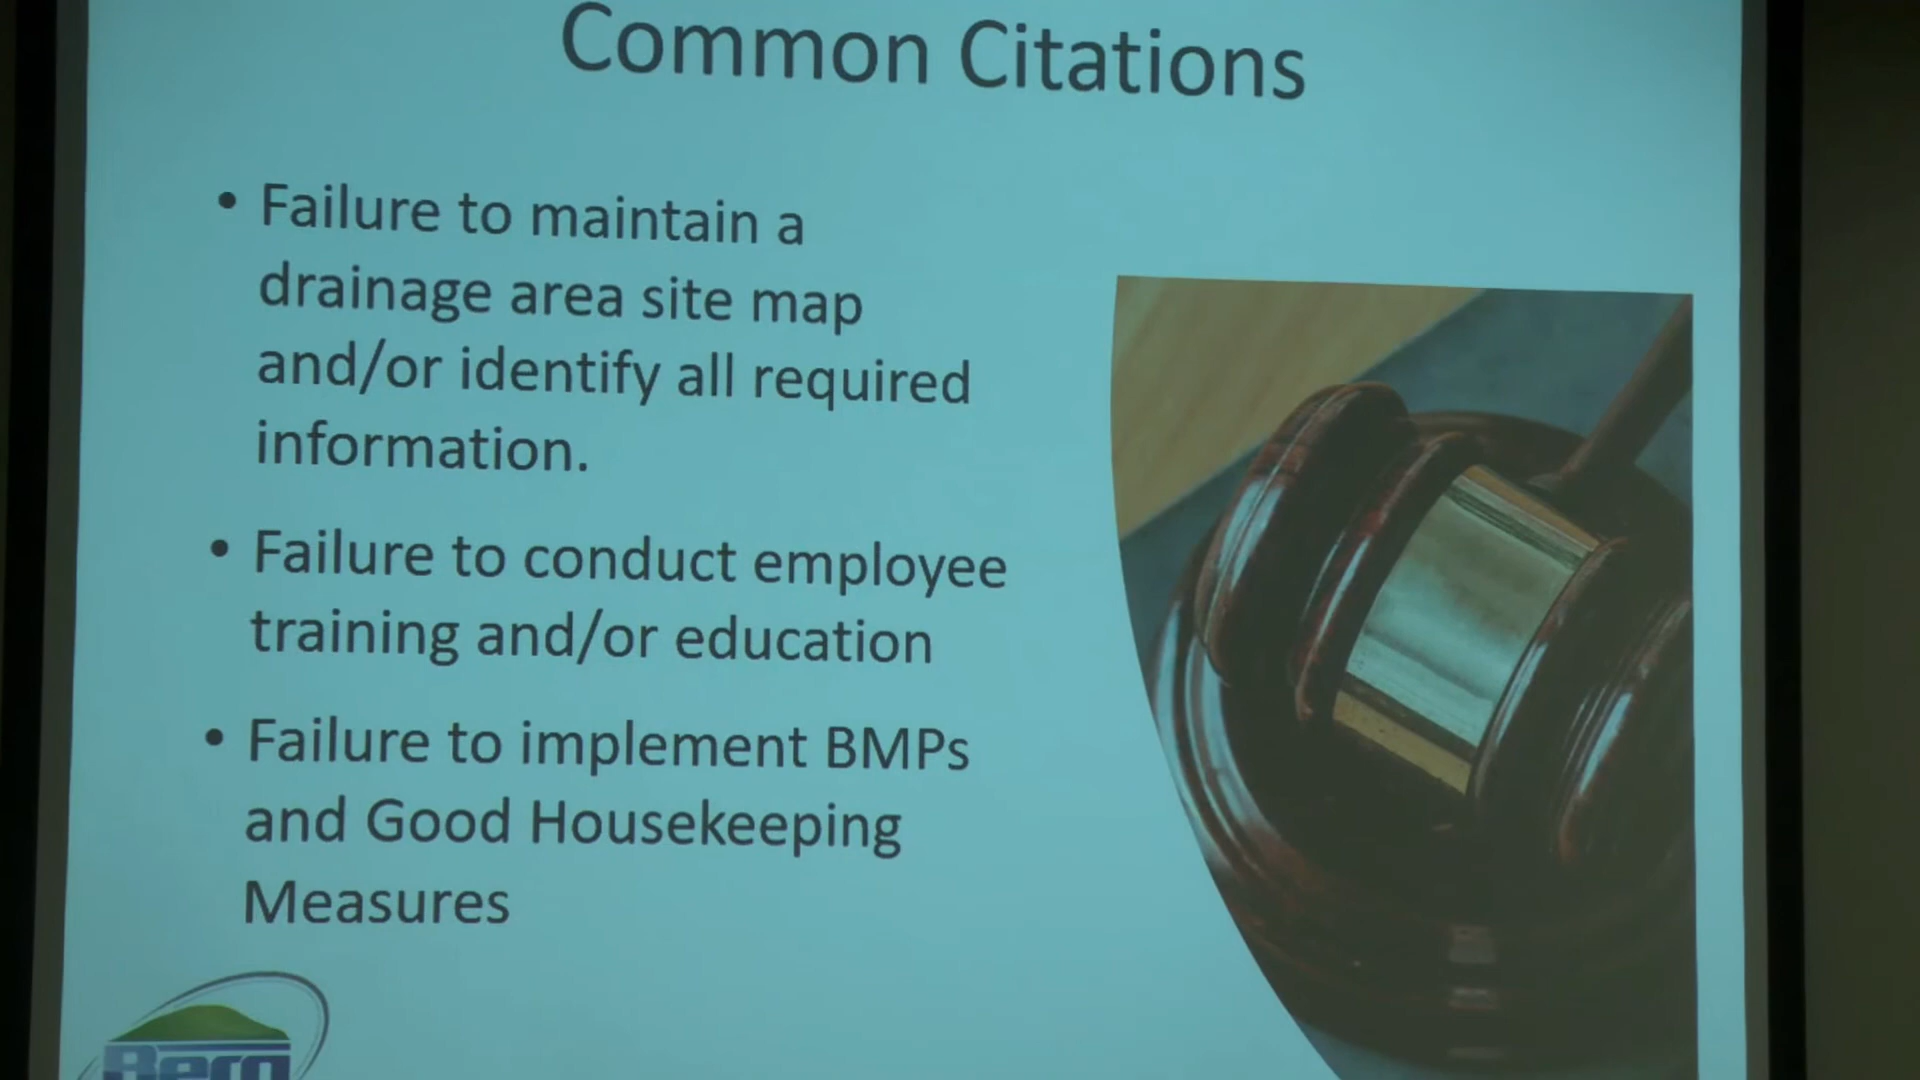 Common Citations
• Failure to maintain a
drainage area site map
and/or identify all required
information.
• Failure to conduct employee
training and/or education
• Failure to implement BMPs
and Good Housekeeping
Measures